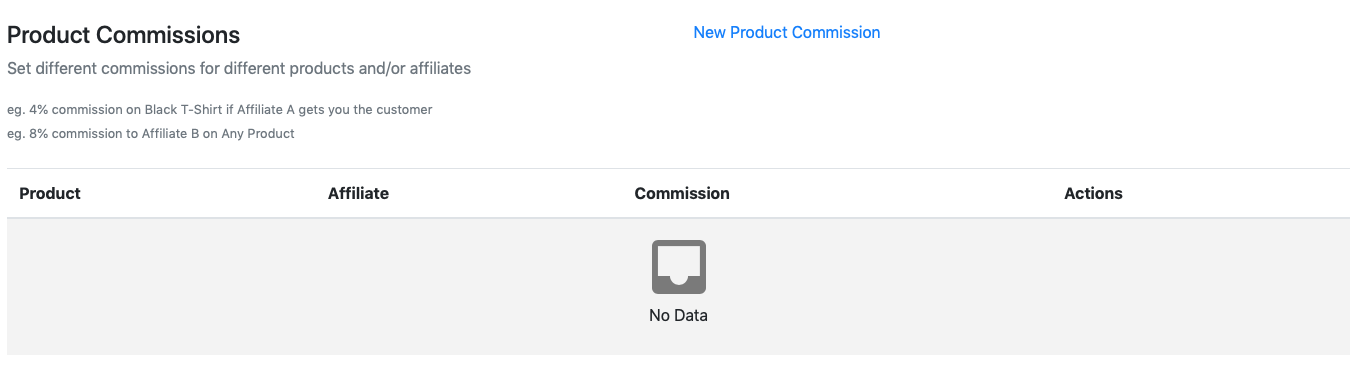 Product Commissions
New Product Commission
Set different commissions for different products and/or affiliates
eg. 4% commission on Black T-Shirt if Affiliate A gets you the customer
eg. 8% commission to Affiliate B on Any Product
Product Affiliate Commission Actions
No Data